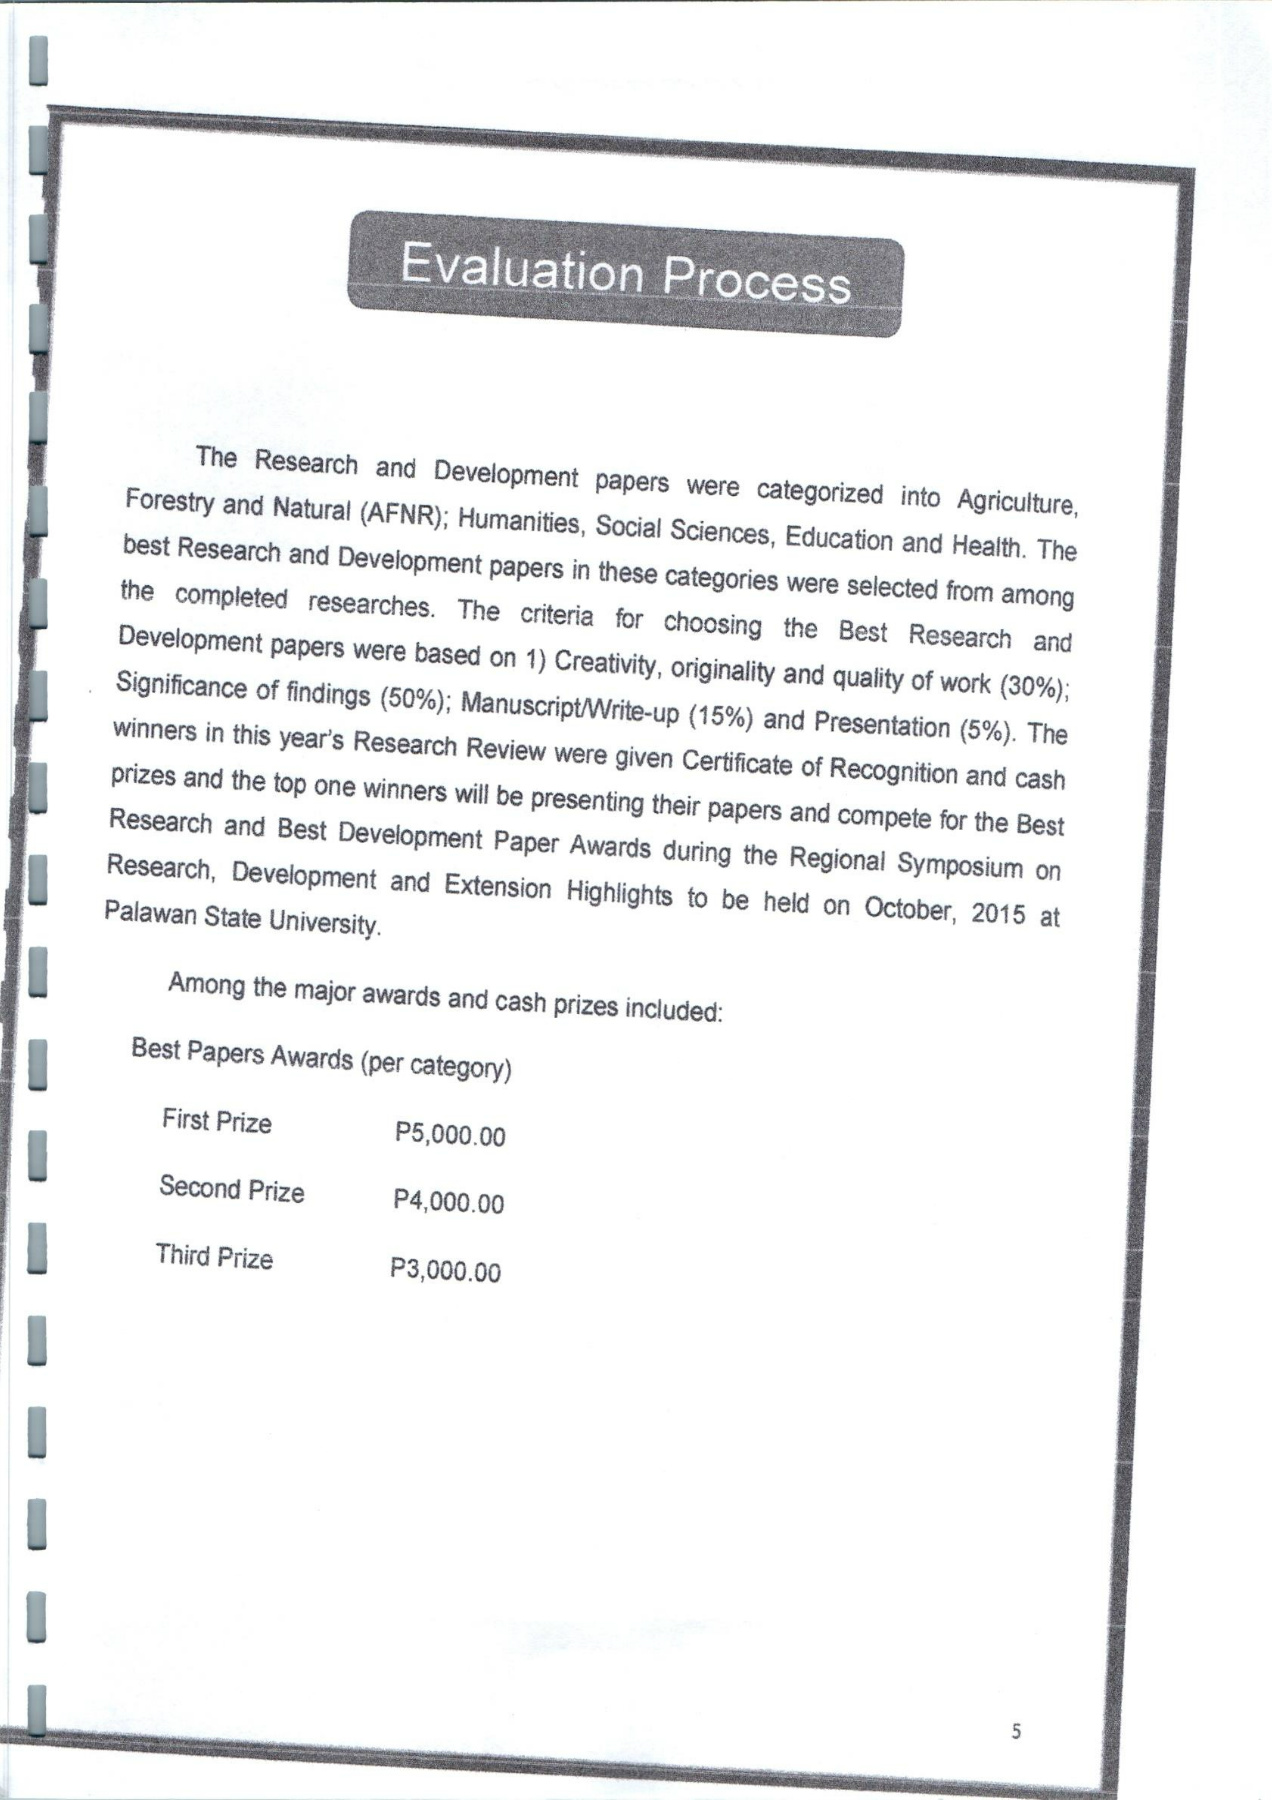 Evaluation Process
The Research and Development papers were categorized into Agriculture,
Forestry and Natural (AFNR); Humanities, Social Sciences, Education and Health. The
best Research and Development papers in these categories were selected from among
the completed researches. The criteria for choosing the Best Research and
Development papers were based on 1) Creativity, originality and quality of work (30%);
Significance of findings (50%); Manuscript/Write-up (15%) and Presentation (5%). The
winners in this year's Research Review were given Certificate of Recognition and cash
prizes and the top one winners will be presenting their papers and compete for the Best
Research and Best Development Paper Awards during the Regional Symposium on
Research, Development and Extension Highlights to be held on October, 2015 at
Palawan State University.
Among the major awards and cash prizes included:
Best Papers Awards (per category)
First Prize P5,000.00
Second Prize P4,000.00
Third Prize P3,000.00
5